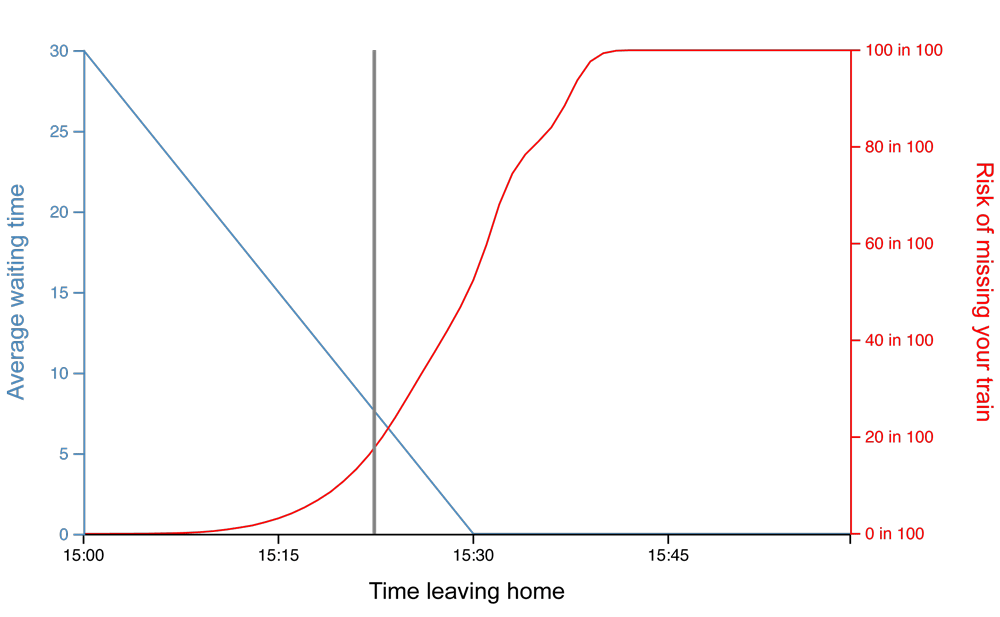 Average waiting time
30
25
20
15
10
5
0
15:00
15:15
15:30
15:45
Time leaving home
100 in 100
80 in 100
60 in 100
40 in 100
20 in 100
0 in 100
Risk of missing your train